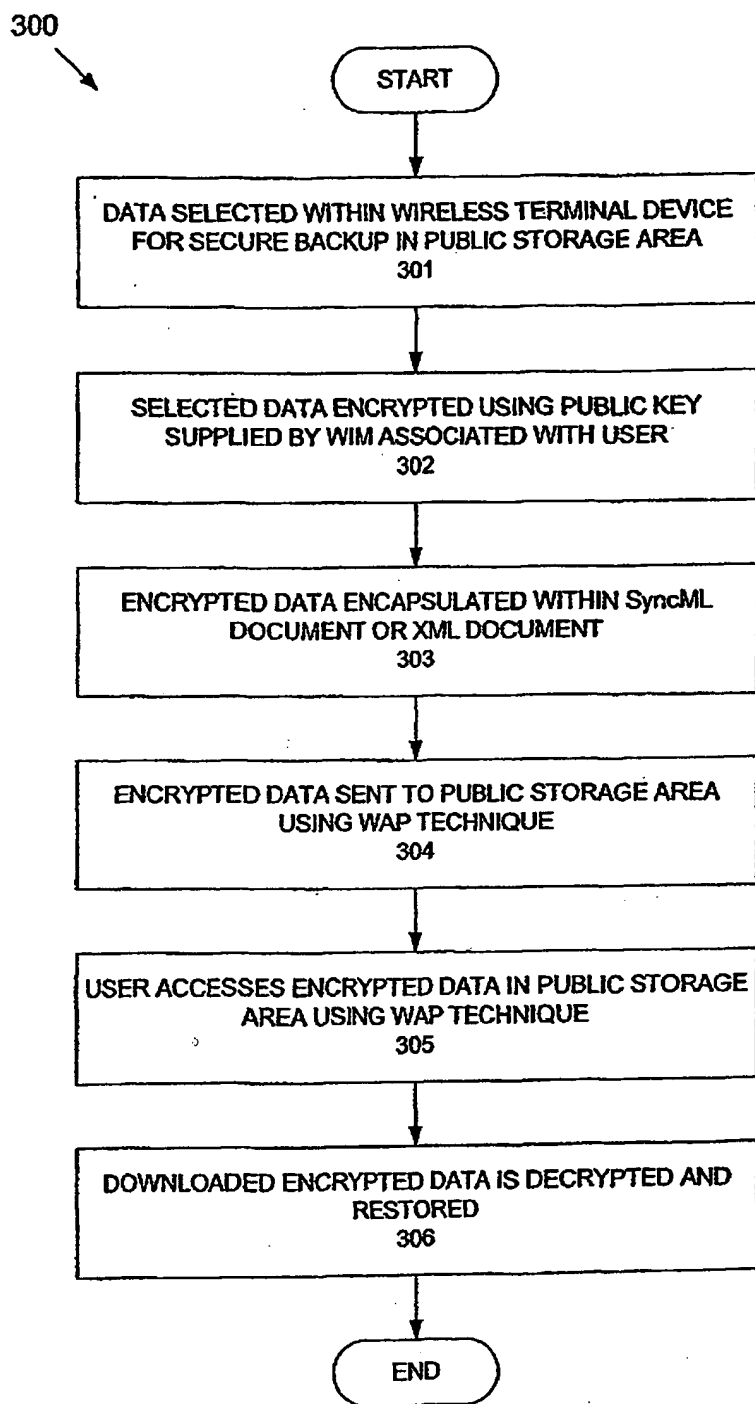 300
START
DATA SELECTED WITHIN WIRELESS TERMINAL DEVICE
FOR SECURE BACKUP IN PUBLIC STORAGE AREA
301
SELECTED DATA ENCRYPTED USING PUBLIC KEY
SUPPLIED BY WIM ASSOCIATED WITH USER
302
ENCRYPTED DATA ENCAPSULATED WITHIN SyncML
DOCUMENT OR XML DOCUMENT
303
ENCRYPTED DATA SENT TO PUBLIC STORAGE AREA
USING WAP TECHNIQUE
304
USER ACCESSES ENCRYPTED DATA IN PUBLIC STORAGE
AREA USING WAP TECHNIQUE
305
DOWNLOADED ENCRYPTED DATA IS DECRYPTED AND
RESTORED
306
END